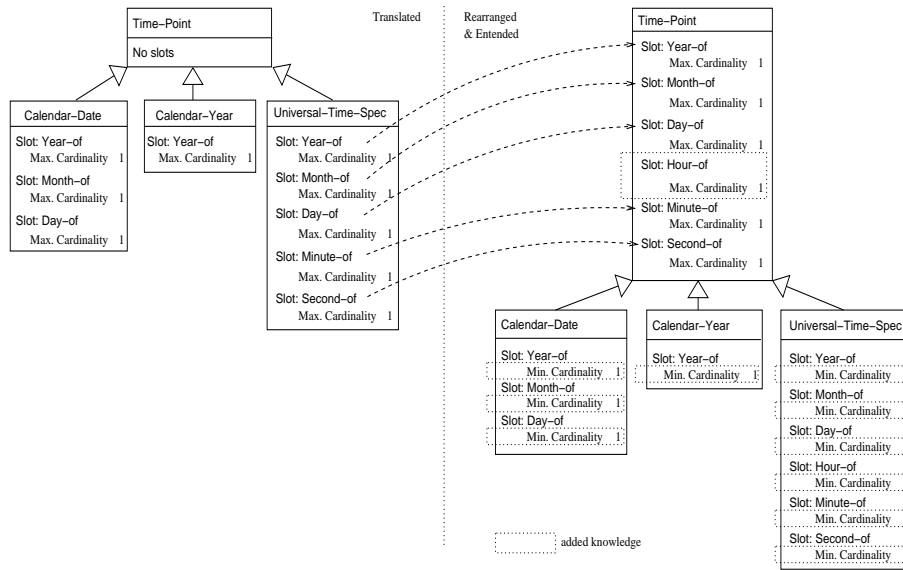 Translated
Rearranged
& Entended
Time-Point
No slots
Calendar-Date
Slot: Year-of
Max. Cardinality 1
Slot: Month-of
Max. Cardinality 1
Slot: Day-of
Max. Cardinality 1
Calendar-Year
Slot: Year-of
Max. Cardinality 1
Universal-Time-Spec
Slot: Year-of
Max. Cardinality 1
Slot: Month-of
Max. Cardinality 1
Slot: Day-of
Max. Cardinality 1
Slot: Minute-of
Max. Cardinality 1
Slot: Second-of
Max. Cardinality 1
Time-Point
Slot: Year-of
Max. Cardinality 1
Slot: Month-of
Max. Cardinality 1
Slot: Day-of
Max. Cardinality 1
Slot: Hour-of
Max. Cardinality 1
Slot: Minute-of
Max. Cardinality 1
Slot: Second-of
Max. Cardinality 1
Calendar-Date
Slot: Year-of
Min. Cardinality 1
Slot: Month-of
Min. Cardinality 1
Slot: Day-of
Min. Cardinality 1
Calendar-Year
Slot: Year-of
Min. Cardinality 1
Universal-Time-Spec
Slot: Year-of
Min. Cardinality
Slot: Month-of
Min. Cardinality
Slot: Day-of
Min. Cardinality
Slot: Hour-of
Min. Cardinality
Slot: Minute-of
Min. Cardinality
Slot: Second-of
Min. Cardinality
added knowledge